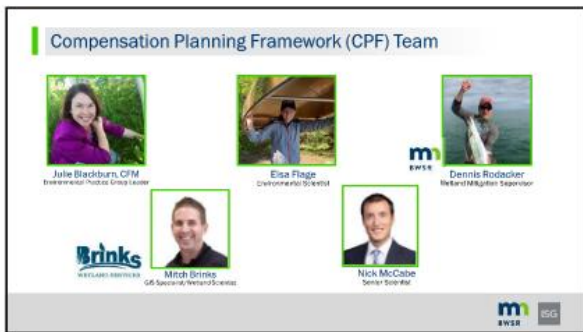 Compensation Planning Framework (CPF) Team
Julie Blackburn, CFM
Environmental Practice Group Leader
Elsa Flage
Environmental Scientist
mn
BWSR
Dennis Rodacker
Wetland Mitigation Supervisor
Brinks
WETLAND SERVICES
Mitch Brinks
GIS Specialist/Wetland Scientist
Nick McCabe
Senior Scientist
mn
BWSR
ISG